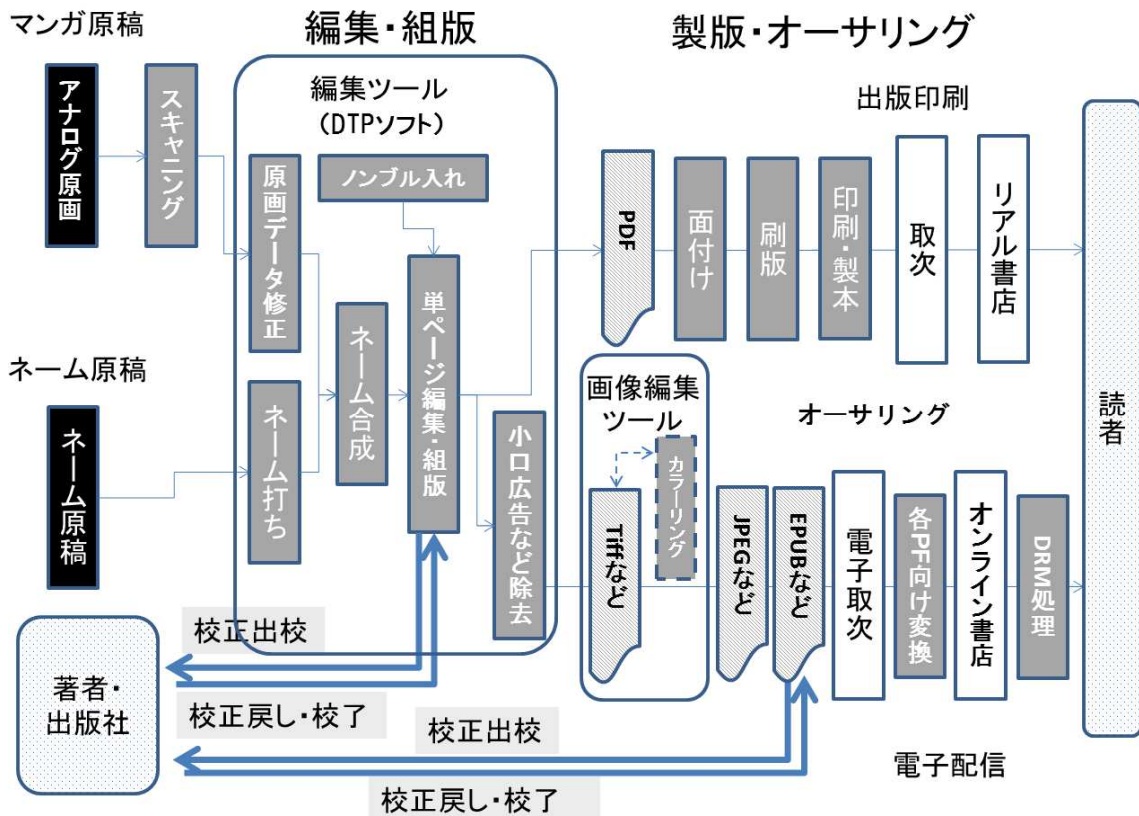 マンガ原稿
編集・組版
製版・オーサリング
アナログ原画
スキャニング
編集ツール
（DTPソフト）
原画データ修正
ノンブル入れ
単ページ編集・組版
ネーム合成
ネーム原稿
ネーム原稿
ネーム打ち
小口広告など除去
出版印刷
PDF
面付け
刷版
印刷・製本
取次
リアル書店
読者
画像編集
ツール
カラーリング
Tiffなど
オーサリング
JPEGなど
EPUBなど
電子取次
各PF向け変換
オンライン書店
DRM処理
電子配信
著者・
出版社
校正出校
校正戻し・校了
校正出校
校正戻し・校了